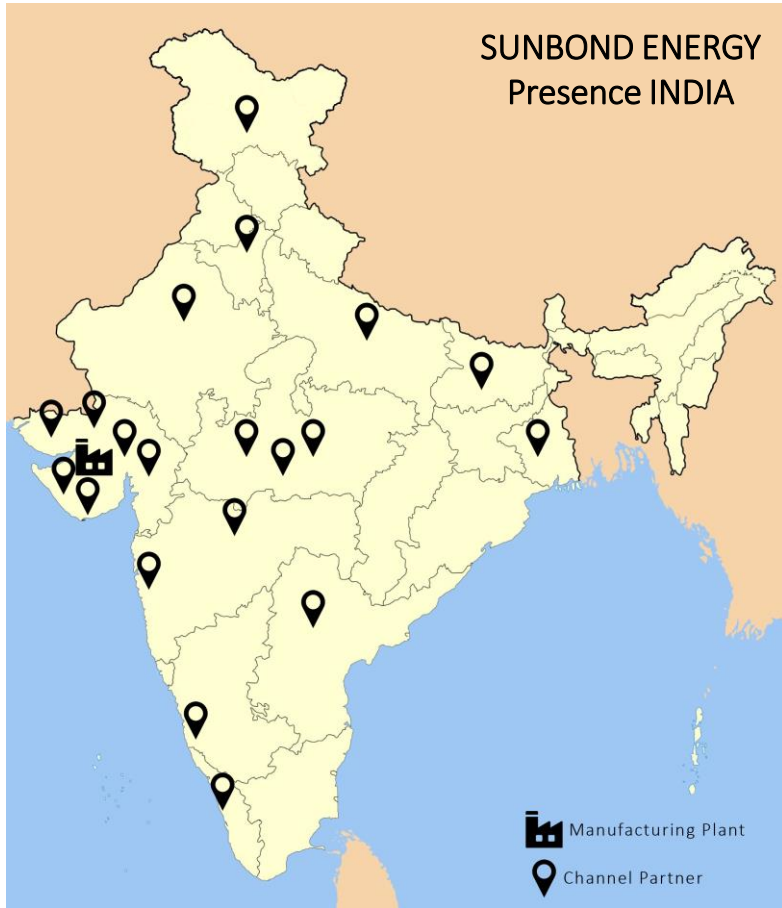 SUNBOND ENERGY
Presence INDIA
Manufacturing Plant
Channel Partner